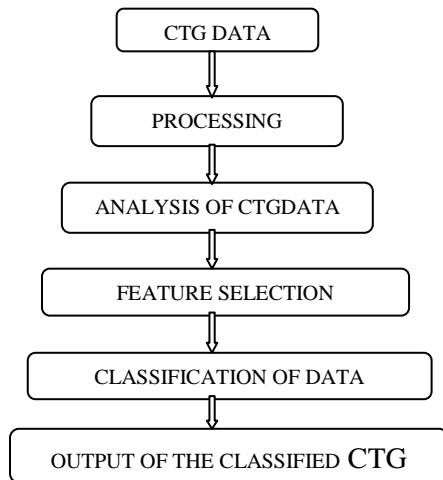 CTG DATA
PROCESSING
ANALYSIS OF CTGDATA
FEATURE SELECTION
CLASSIFICATION OF DATA
OUTPUT OF THE CLASSIFIED CTG